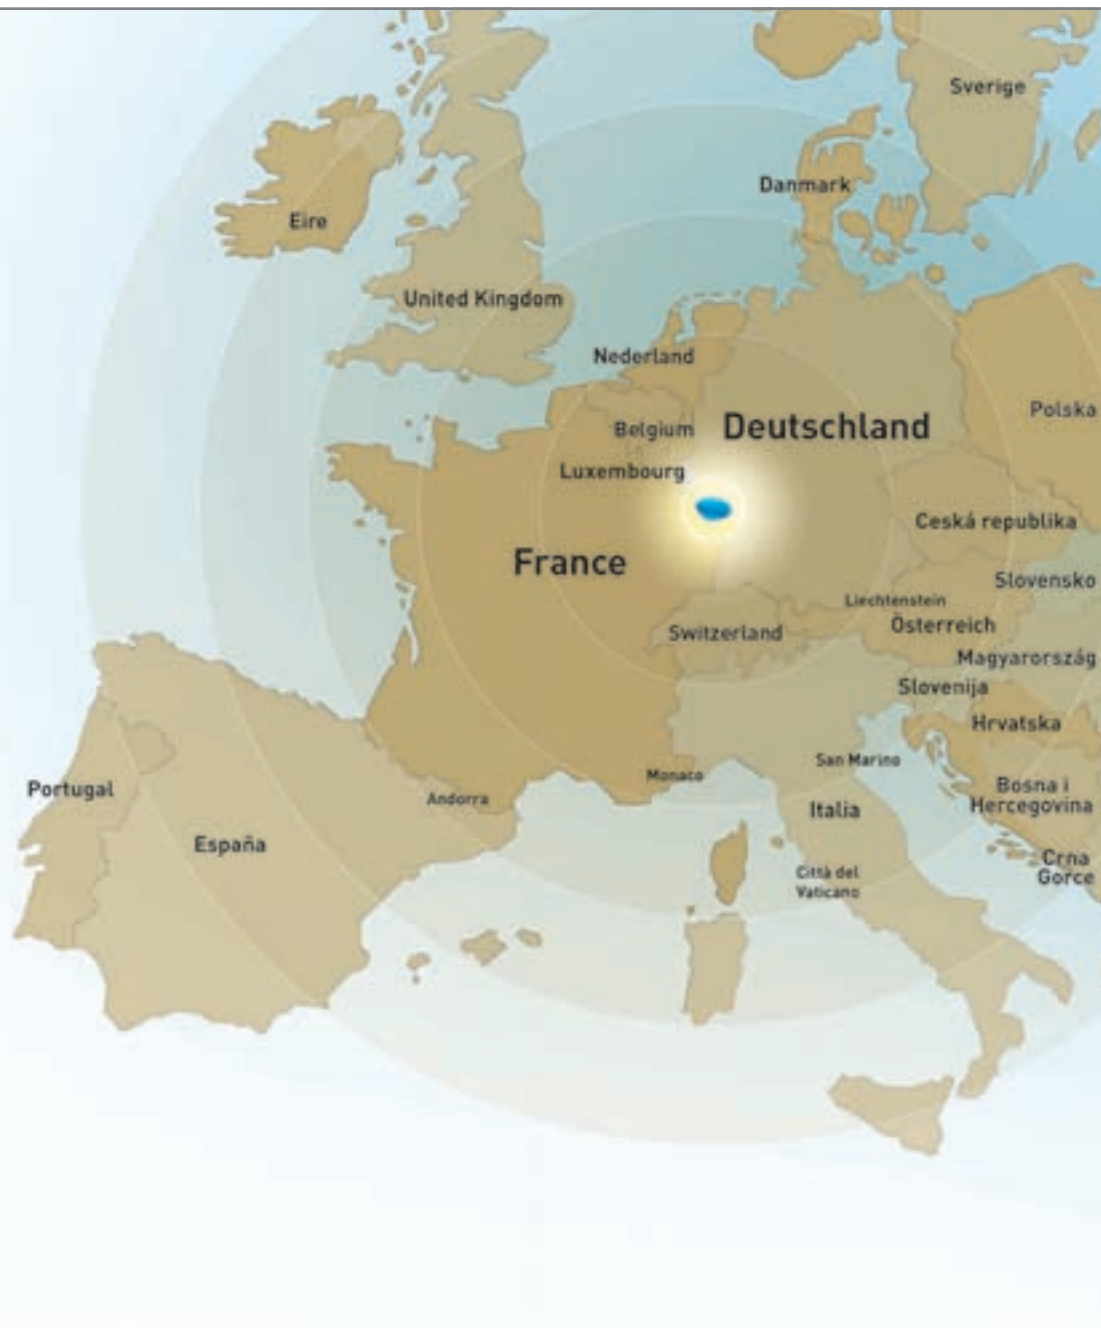 Sverige
Danmark
Eire
United Kingdom
Nederland
Polska
Belgium
Deutschland
Luxembourg
Ceská republika
France
Slovensko
Liechtenstein
Österreich
Switzerland
Magyarország
Slovenija
Hrvatska
San Marino
Monaco
Portugal
Andorra
Bosna i
Hercegovina
Italia
España
Crna
Gorce
Città del
Vaticano